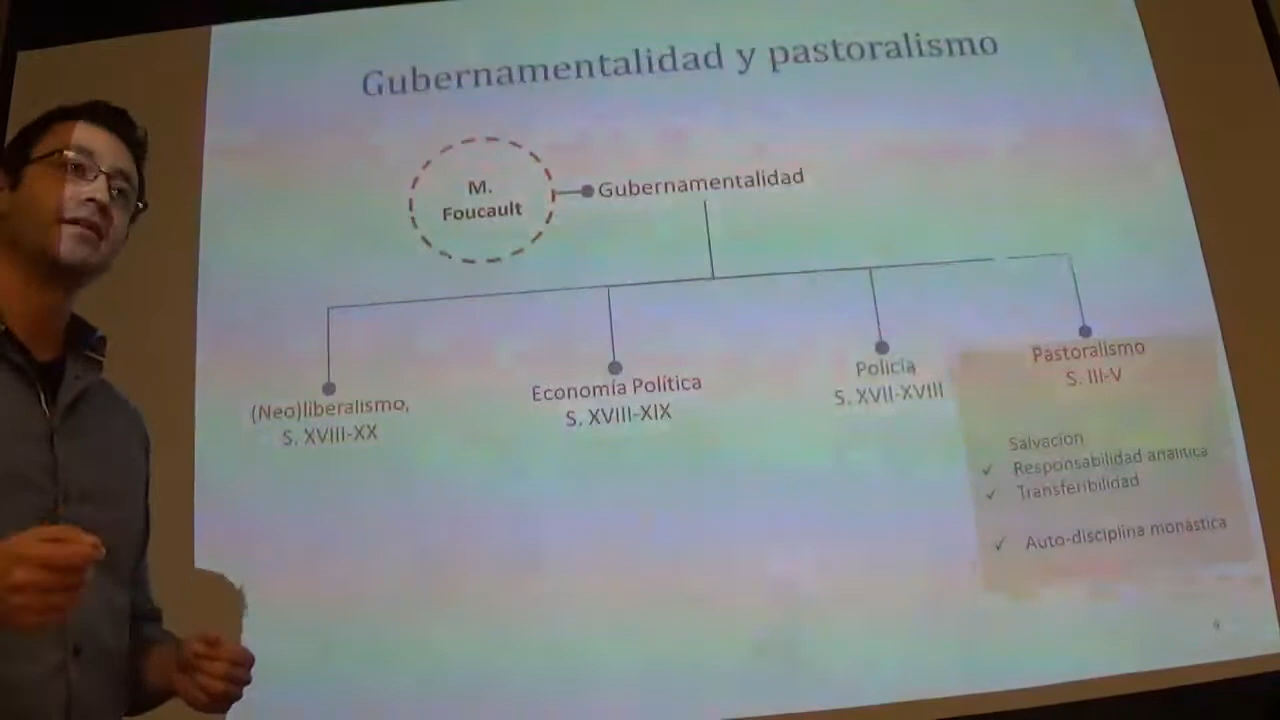 Gubernamentalidad y pastoralismo
M.
Foucault
Gubernamentalidad
(Neo)liberalismo,
S. XVIII-XX
Economía Política
S. XVIII-XIX
Policía
S. XVII-XVIII
Pastoralismo
S. III-V
Salvación
✓ Responsabilidad analítica
✓ Transferibilidad
✓ Auto-disciplina monástica